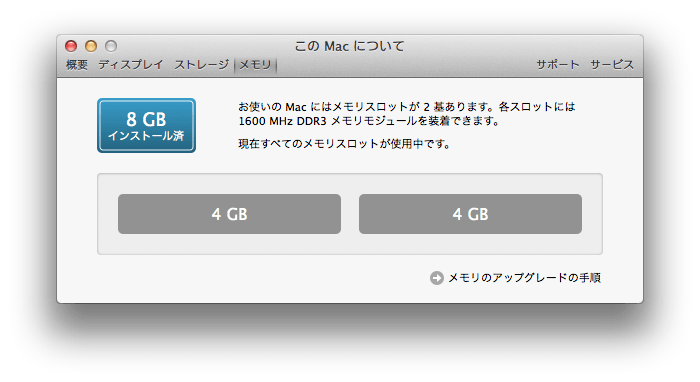 この Mac について
概要 ディスプレイ ストレージ メモリ サポート サービス
8 GB
インストール済
お使いの Mac にはメモリスロットが 2 基あります。各スロットには
1600 MHz DDR3 メモリモジュールを装着できます。
現在すべてのメモリスロットが使用中です。
4 GB 4 GB
メモリのアップグレードの手順